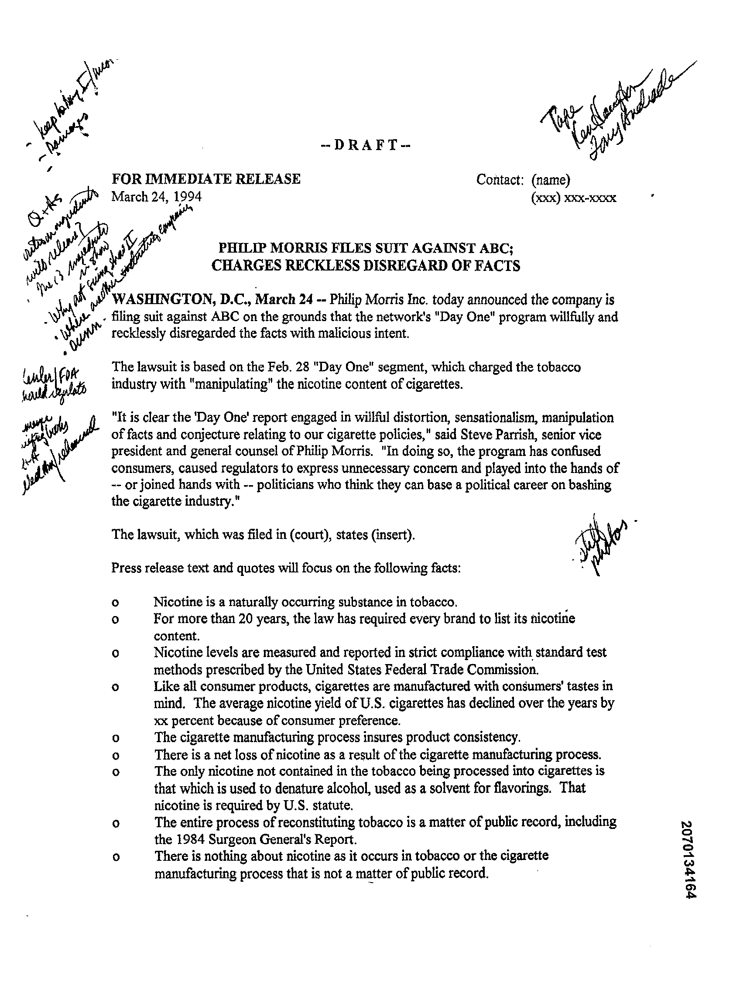 - keep
- Damages
Tape
--DRAFT--
FOR IMMEDIATE RELEASE
March 24, 1994
Contact: (name)
(xxx) xxx-xxxx
Q+As
will release?
PHILIP MORRIS FILES SUIT AGAINST ABC;
CHARGES RECKLESS DISREGARD OF FACTS
WASHINGTON, D.C., March 24 -- Philip Morris Inc. today announced the company is
filing suit against ABC on the grounds that the network's "Day One" program willfully and
recklessly disregarded the facts with malicious intent.
The lawsuit is based on the Feb. 28 "Day One" segment, which charged the tobacco
industry with "manipulating" the nicotine content of cigarettes.
Kessler/FDA
would regulate
"It is clear the 'Day One' report engaged in willful distortion, sensationalism, manipulation
of facts and conjecture relating to our cigarette policies," said Steve Parrish, senior vice
president and general counsel of Philip Morris. "In doing so, the program has confused
consumers, caused regulators to express unnecessary concern and played into the hands of
-- or joined hands with -- politicians who think they can base a political career on bashing
the cigarette industry."
The lawsuit, which was filed in (court), states (insert).
still
photos
Press release text and quotes will focus on the following facts:
o Nicotine is a naturally occurring substance in tobacco.
o For more than 20 years, the law has required every brand to list its nicotine
content.
o Nicotine levels are measured and reported in strict compliance with standard test
methods prescribed by the United States Federal Trade Commission.
o Like all consumer products, cigarettes are manufactured with consumers' tastes in
mind. The average nicotine yield of U.S. cigarettes has declined over the years by
xx percent because of consumer preference.
o The cigarette manufacturing process insures product consistency.
o There is a net loss of nicotine as a result of the cigarette manufacturing process.
o The only nicotine not contained in the tobacco being processed into cigarettes is
that which is used to denature alcohol, used as a solvent for flavorings. That
nicotine is required by U.S. statute.
o The entire process of reconstituting tobacco is a matter of public record, including
the 1984 Surgeon General's Report.
o There is nothing about nicotine as it occurs in tobacco or the cigarette
manufacturing process that is not a matter of public record.
2070134164